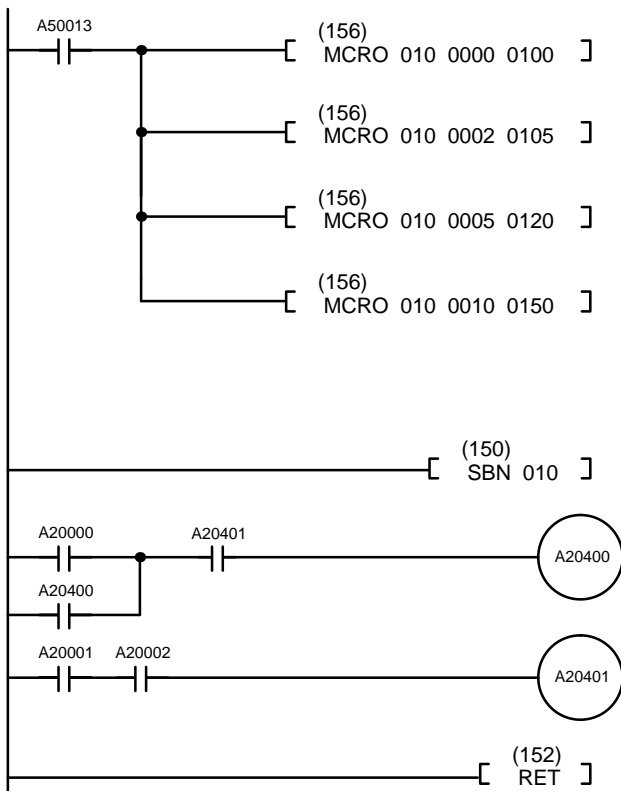 A50013
(156)
MCRO 010 0000 0100
(156)
MCRO 010 0002 0105
(156)
MCRO 010 0005 0120
(156)
MCRO 010 0010 0150
(150)
SBN 010
A20000
A20401
A20400
A20400
A20001 A20002
A20401
(152)
RET